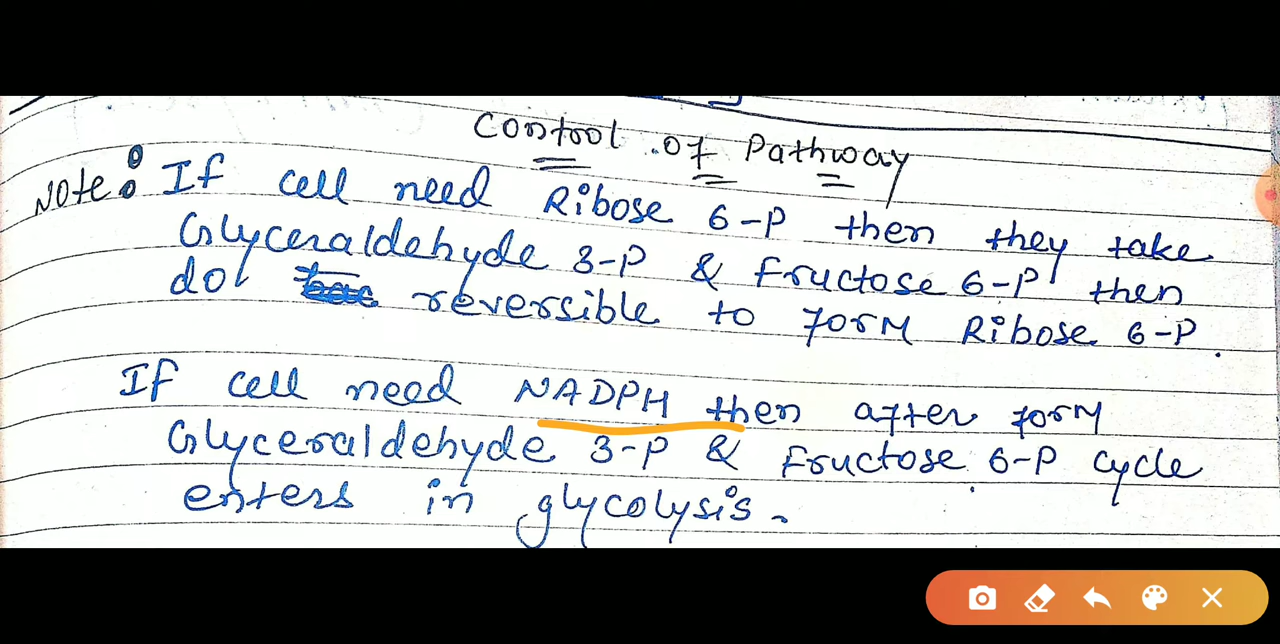 Control of Pathway
NOTE: If cell need Ribose 6-P then they take
Glyceraldehyde 3-P & Fructose 6-P then
do reversible to form Ribose 6-P.
If cell need NADPH then after form
Glyceraldehyde 3-P & Fructose 6-P cycle
enters in glycolysis.